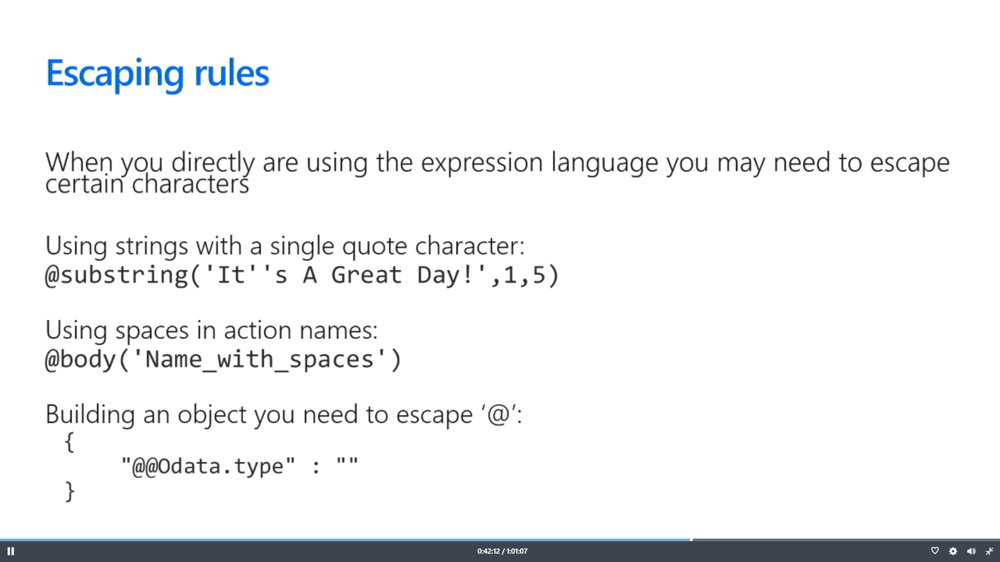 Escaping rules
When you directly are using the expression language you may need to escape
certain characters
Using strings with a single quote character:
@substring('It''s A Great Day!',1,5)
Using spaces in action names:
@body('Name_with_spaces')
Building an object you need to escape ‘@’:
{
"@@Odata.type" : ""
}
0:42:12 / 1:01:07